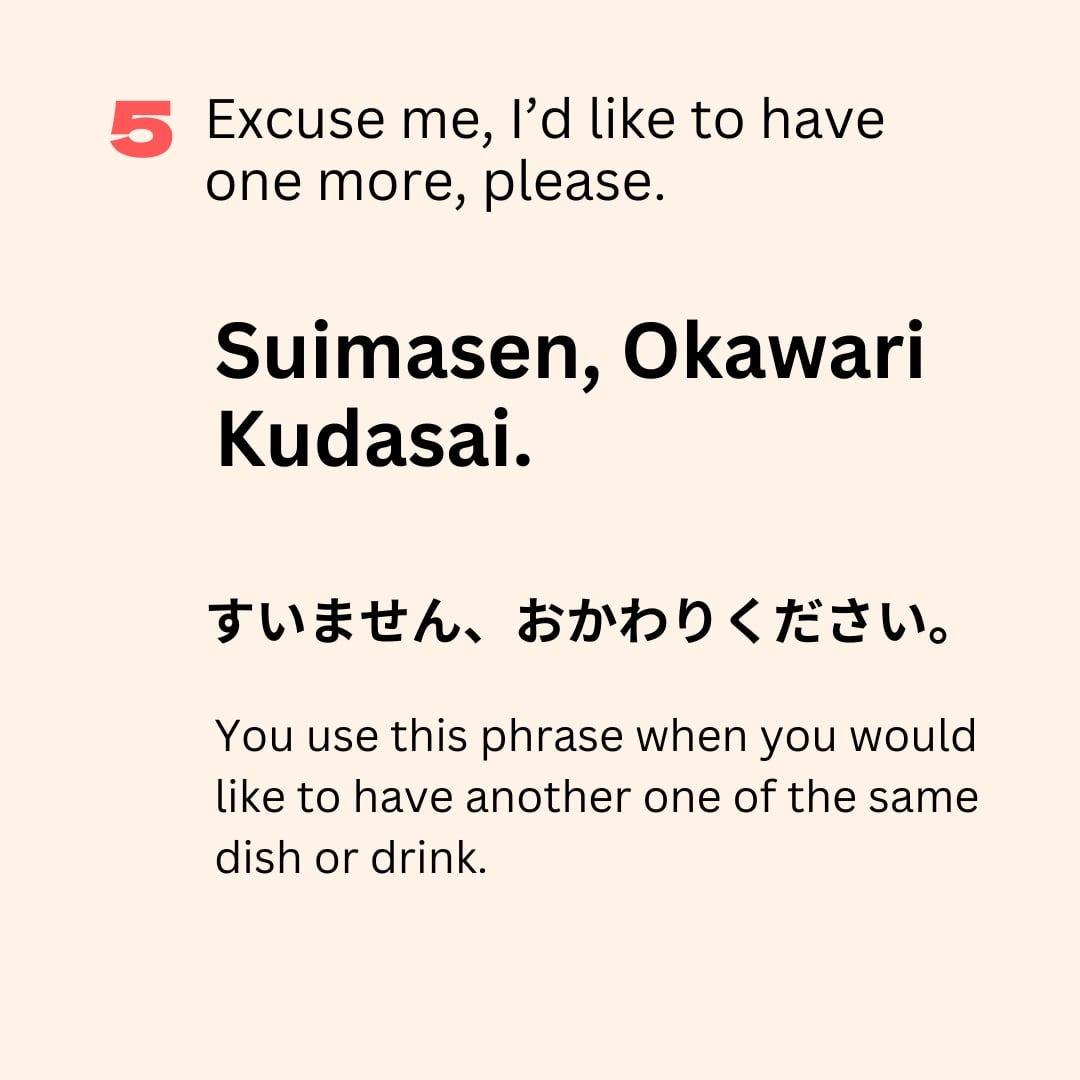 5 Excuse me, I’d like to have
one more, please.
Suimasen, Okawari
Kudasai.
すいません、おかわりください。
You use this phrase when you would
like to have another one of the same
dish or drink.